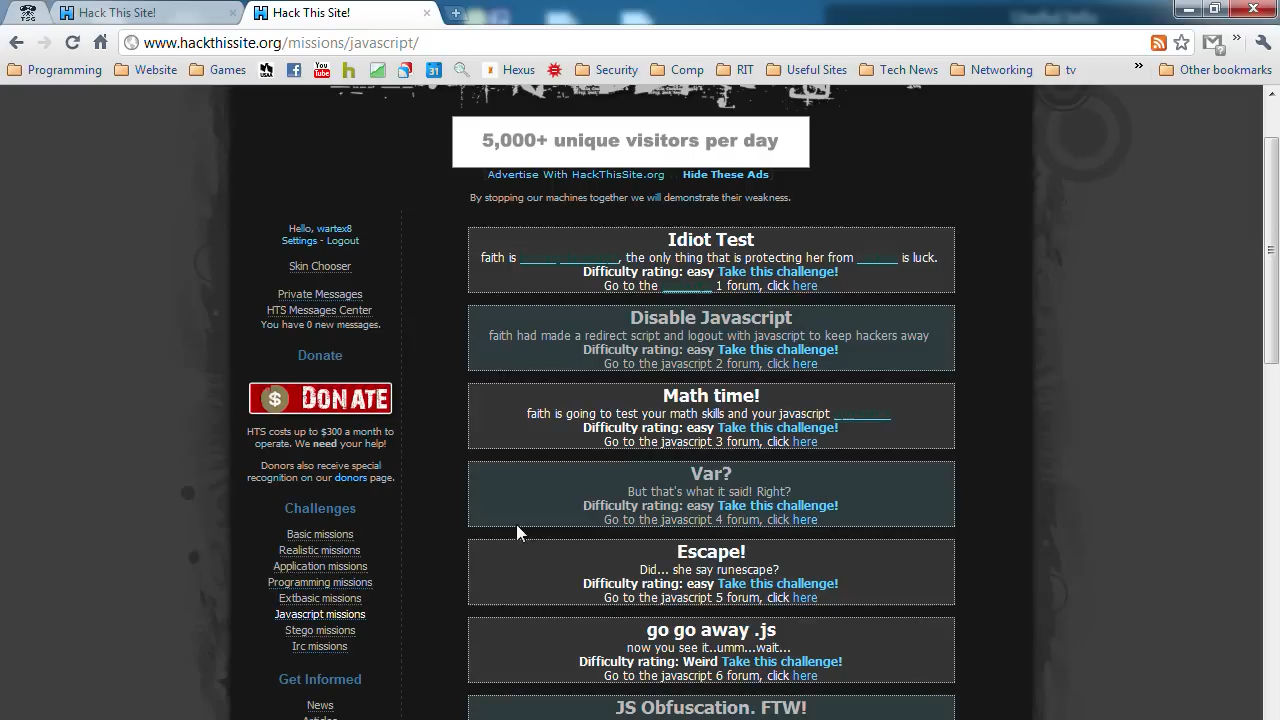 Hack This Site!
Hack This Site!
www.hackthissite.org/missions/javascript/
Programming Website Games You Tube h 31 Hexus Security Comp RIT Useful Sites Tech News Networking tv » Other bookmarks
5,000+ unique visitors per day
Advertise With HackThisSite.org Hide These Ads
By stopping our machines together we will demonstrate their weakness.
Hello, wartex8
Settings - Logout
Skin Chooser
Private Messages
HTS Messages Center
You have 0 new messages.
Donate
$ DONATE
HTS costs up to $300 a month to
operate. We need your help!
Donors also receive special
recognition on our donors page.
Challenges
Basic missions
Realistic missions
Application missions
Programming missions
Extbasic missions
Javascript missions
Stego missions
Irc missions
Get Informed
News
Idiot Test
faith is ______ __________, the only thing that is protecting her from _______ is luck.
Difficulty rating: easy Take this challenge!
Go to the ________ 1 forum, click here
Disable Javascript
faith had made a redirect script and logout with javascript to keep hackers away
Difficulty rating: easy Take this challenge!
Go to the javascript 2 forum, click here
Math time!
faith is going to test your math skills and your javascript _________
Difficulty rating: easy Take this challenge!
Go to the javascript 3 forum, click here
Var?
But that's what it said! Right?
Difficulty rating: easy Take this challenge!
Go to the javascript 4 forum, click here
Escape!
Did... she say runescape?
Difficulty rating: easy Take this challenge!
Go to the javascript 5 forum, click here
go go away .js
now you see it..umm...wait...
Difficulty rating: Weird Take this challenge!
Go to the javascript 6 forum, click here
JS Obfuscation. FTW!